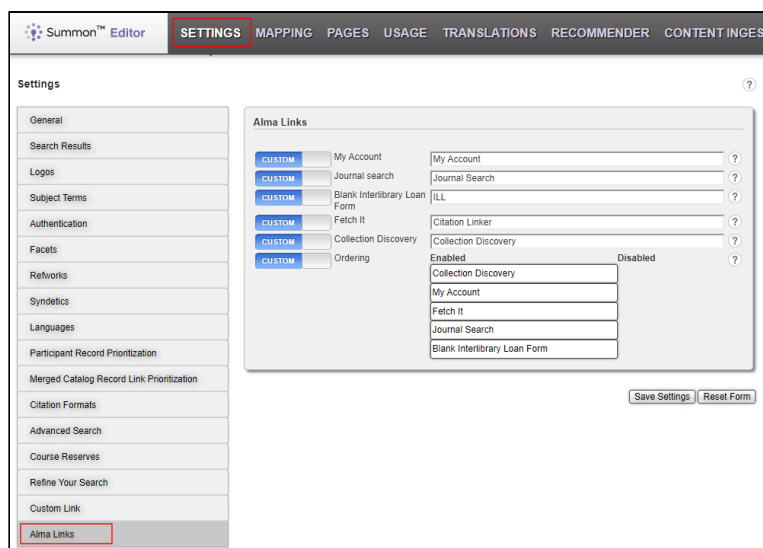 Summon™ Editor SETTINGS MAPPING PAGES USAGE TRANSLATIONS RECOMMENDER CONTENT INGES
Settings ?
General
Search Results
Logos
Subject Terms
Authentication
Facets
Refworks
Syndetics
Languages
Participant Record Prioritization
Merged Catalog Record Link Prioritization
Citation Formats
Advanced Search
Course Reserves
Refine Your Search
Custom Link
Alma Links
Alma Links
CUSTOM My Account My Account ?
CUSTOM Journal search Journal Search ?
CUSTOM Blank Interlibrary Loan ILL ?
Form
CUSTOM Fetch It Citation Linker ?
CUSTOM Collection Discovery Collection Discovery ?
CUSTOM Ordering Enabled Disabled ?
Collection Discovery
My Account
Fetch It
Journal Search
Blank Interlibrary Loan Form
Save Settings Reset Form